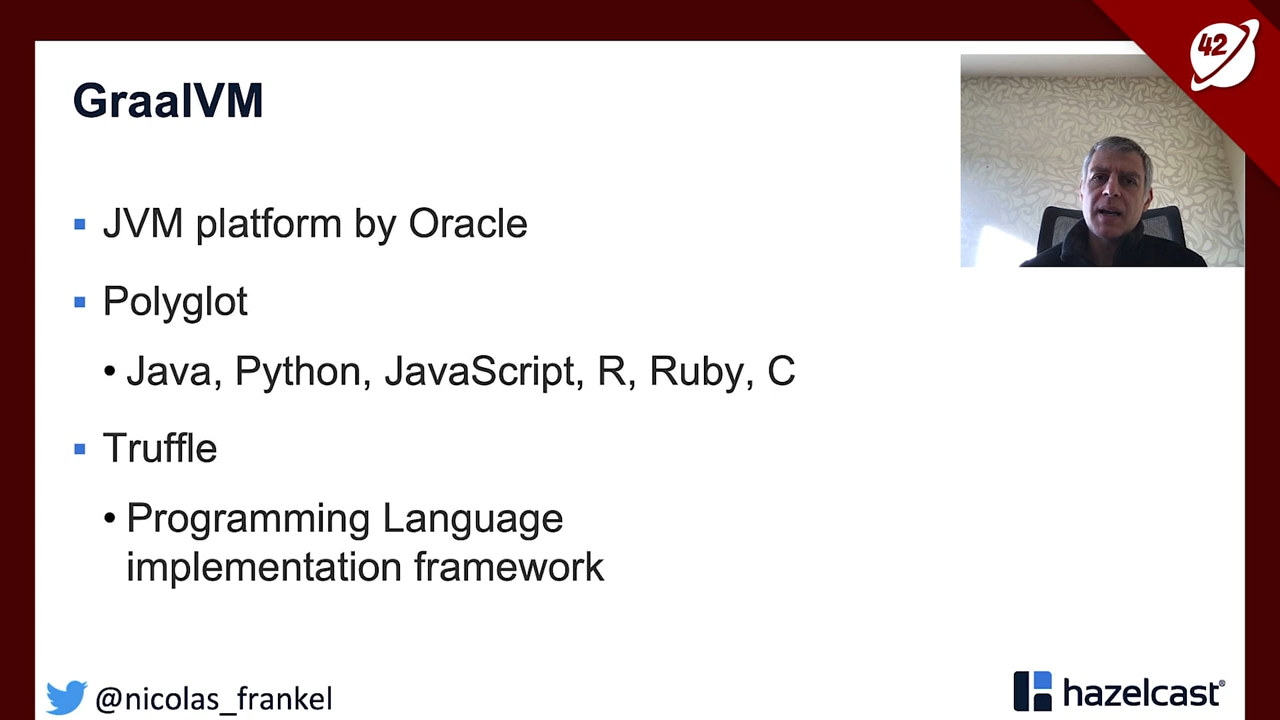 42
GraalVM
JVM platform by Oracle
Polyglot
Java, Python, JavaScript, R, Ruby, C
Truffle
Programming Language
implementation framework
@nicolas_frankel
hazelcast®